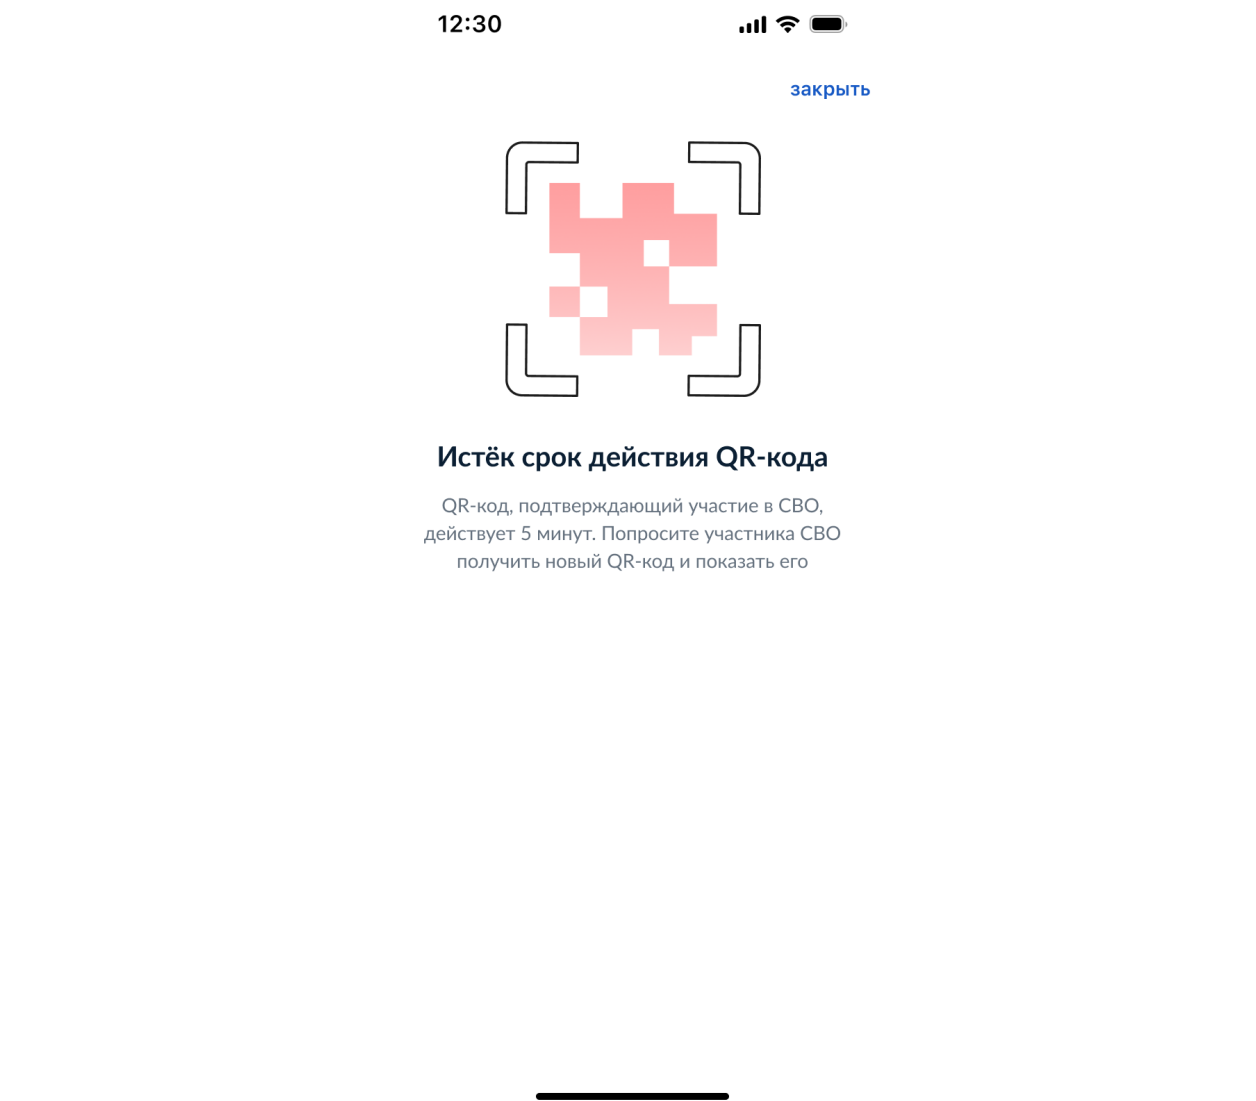 12:30
закрыть
Истёк срок действия QR-кода
QR-код, подтверждающий участие в СВО,
действует 5 минут. Попросите участника СВО
получить новый QR-код и показать его